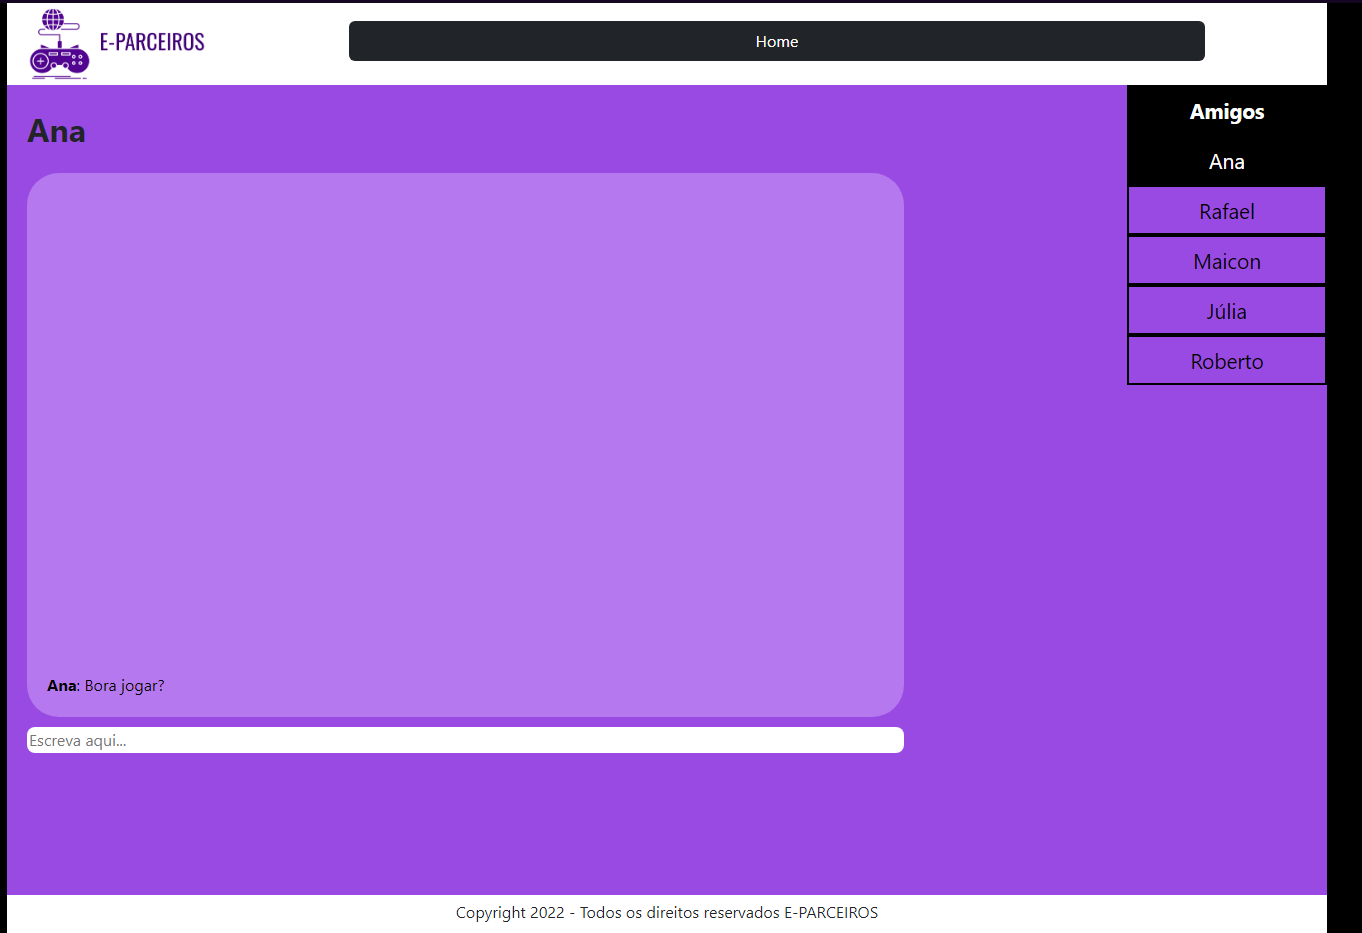 E-PARCEIROS
Home
Ana
Amigos
Ana
Rafael
Maicon
Júlia
Roberto
Ana: Bora jogar?
Escreva aqui...
Copyright 2022 - Todos os direitos reservados E-PARCEIROS